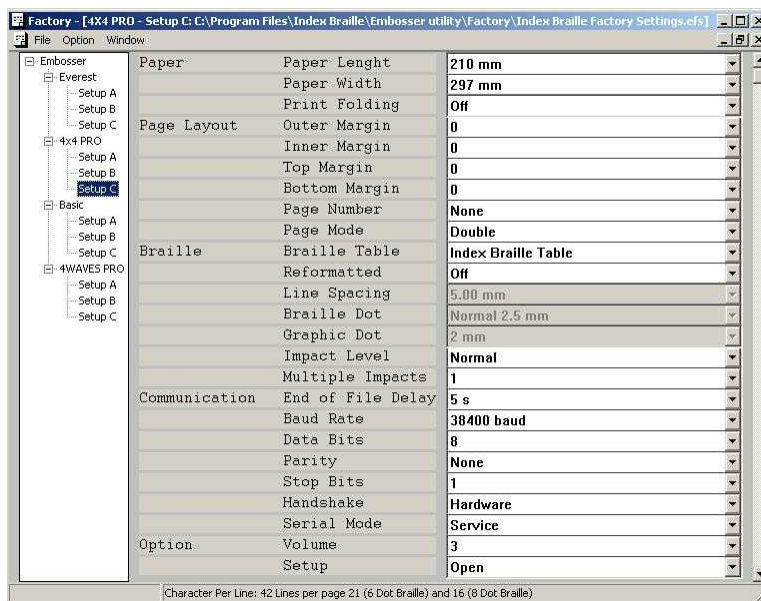 Factory - [4X4 PRO - Setup C: C:\Program Files\Index Braille\Embosser utility\Factory\Index Braille Factory Settings.efs]
File Option Window
Embosser
Everest
Setup A
Setup B
Setup C
4x4 PRO
Setup A
Setup B
Setup C
Basic
Setup A
Setup B
Setup C
4WAVES PRO
Setup A
Setup B
Setup C
Paper Paper Lenght 210 mm
Paper Width 297 mm
Print Folding Off
Page Layout Outer Margin 0
Inner Margin 0
Top Margin 0
Bottom Margin 0
Page Number None
Page Mode Double
Braille Braille Table Index Braille Table
Reformatted Off
Line Spacing 5.00 mm
Braille Dot Normal 2.5 mm
Graphic Dot 2 mm
Impact Level Normal
Multiple Impacts 1
Communication End of File Delay 5 s
Baud Rate 38400 baud
Data Bits 8
Parity None
Stop Bits 1
Handshake Hardware
Serial Mode Service
Option Volume 3
Setup Open
Character Per Line: 42 Lines per page 21 (6 Dot Braille) and 16 (8 Dot Braille)